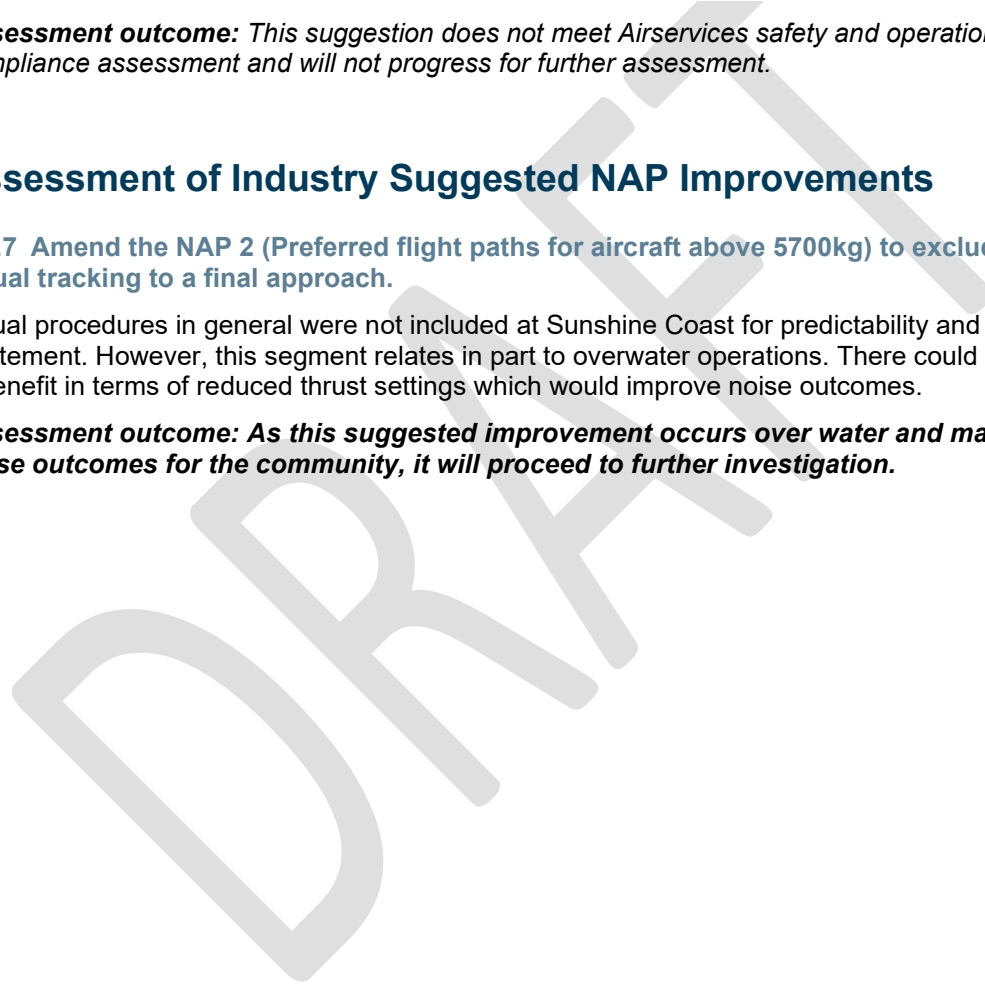 sessment outcome: This suggestion does not meet Airservices safety and operation
mpliance assessment and will not progress for further assessment.
ssessment of Industry Suggested NAP Improvements
.7 Amend the NAP 2 (Preferred flight paths for aircraft above 5700kg) to exclud
ual tracking to a final approach.
ual procedures in general were not included at Sunshine Coast for predictability and
tement. However, this segment relates in part to overwater operations. There could
enefit in terms of reduced thrust settings which would improve noise outcomes.
sessment outcome: As this suggested improvement occurs over water and ma
se outcomes for the community, it will proceed to further investigation.
DRAFT